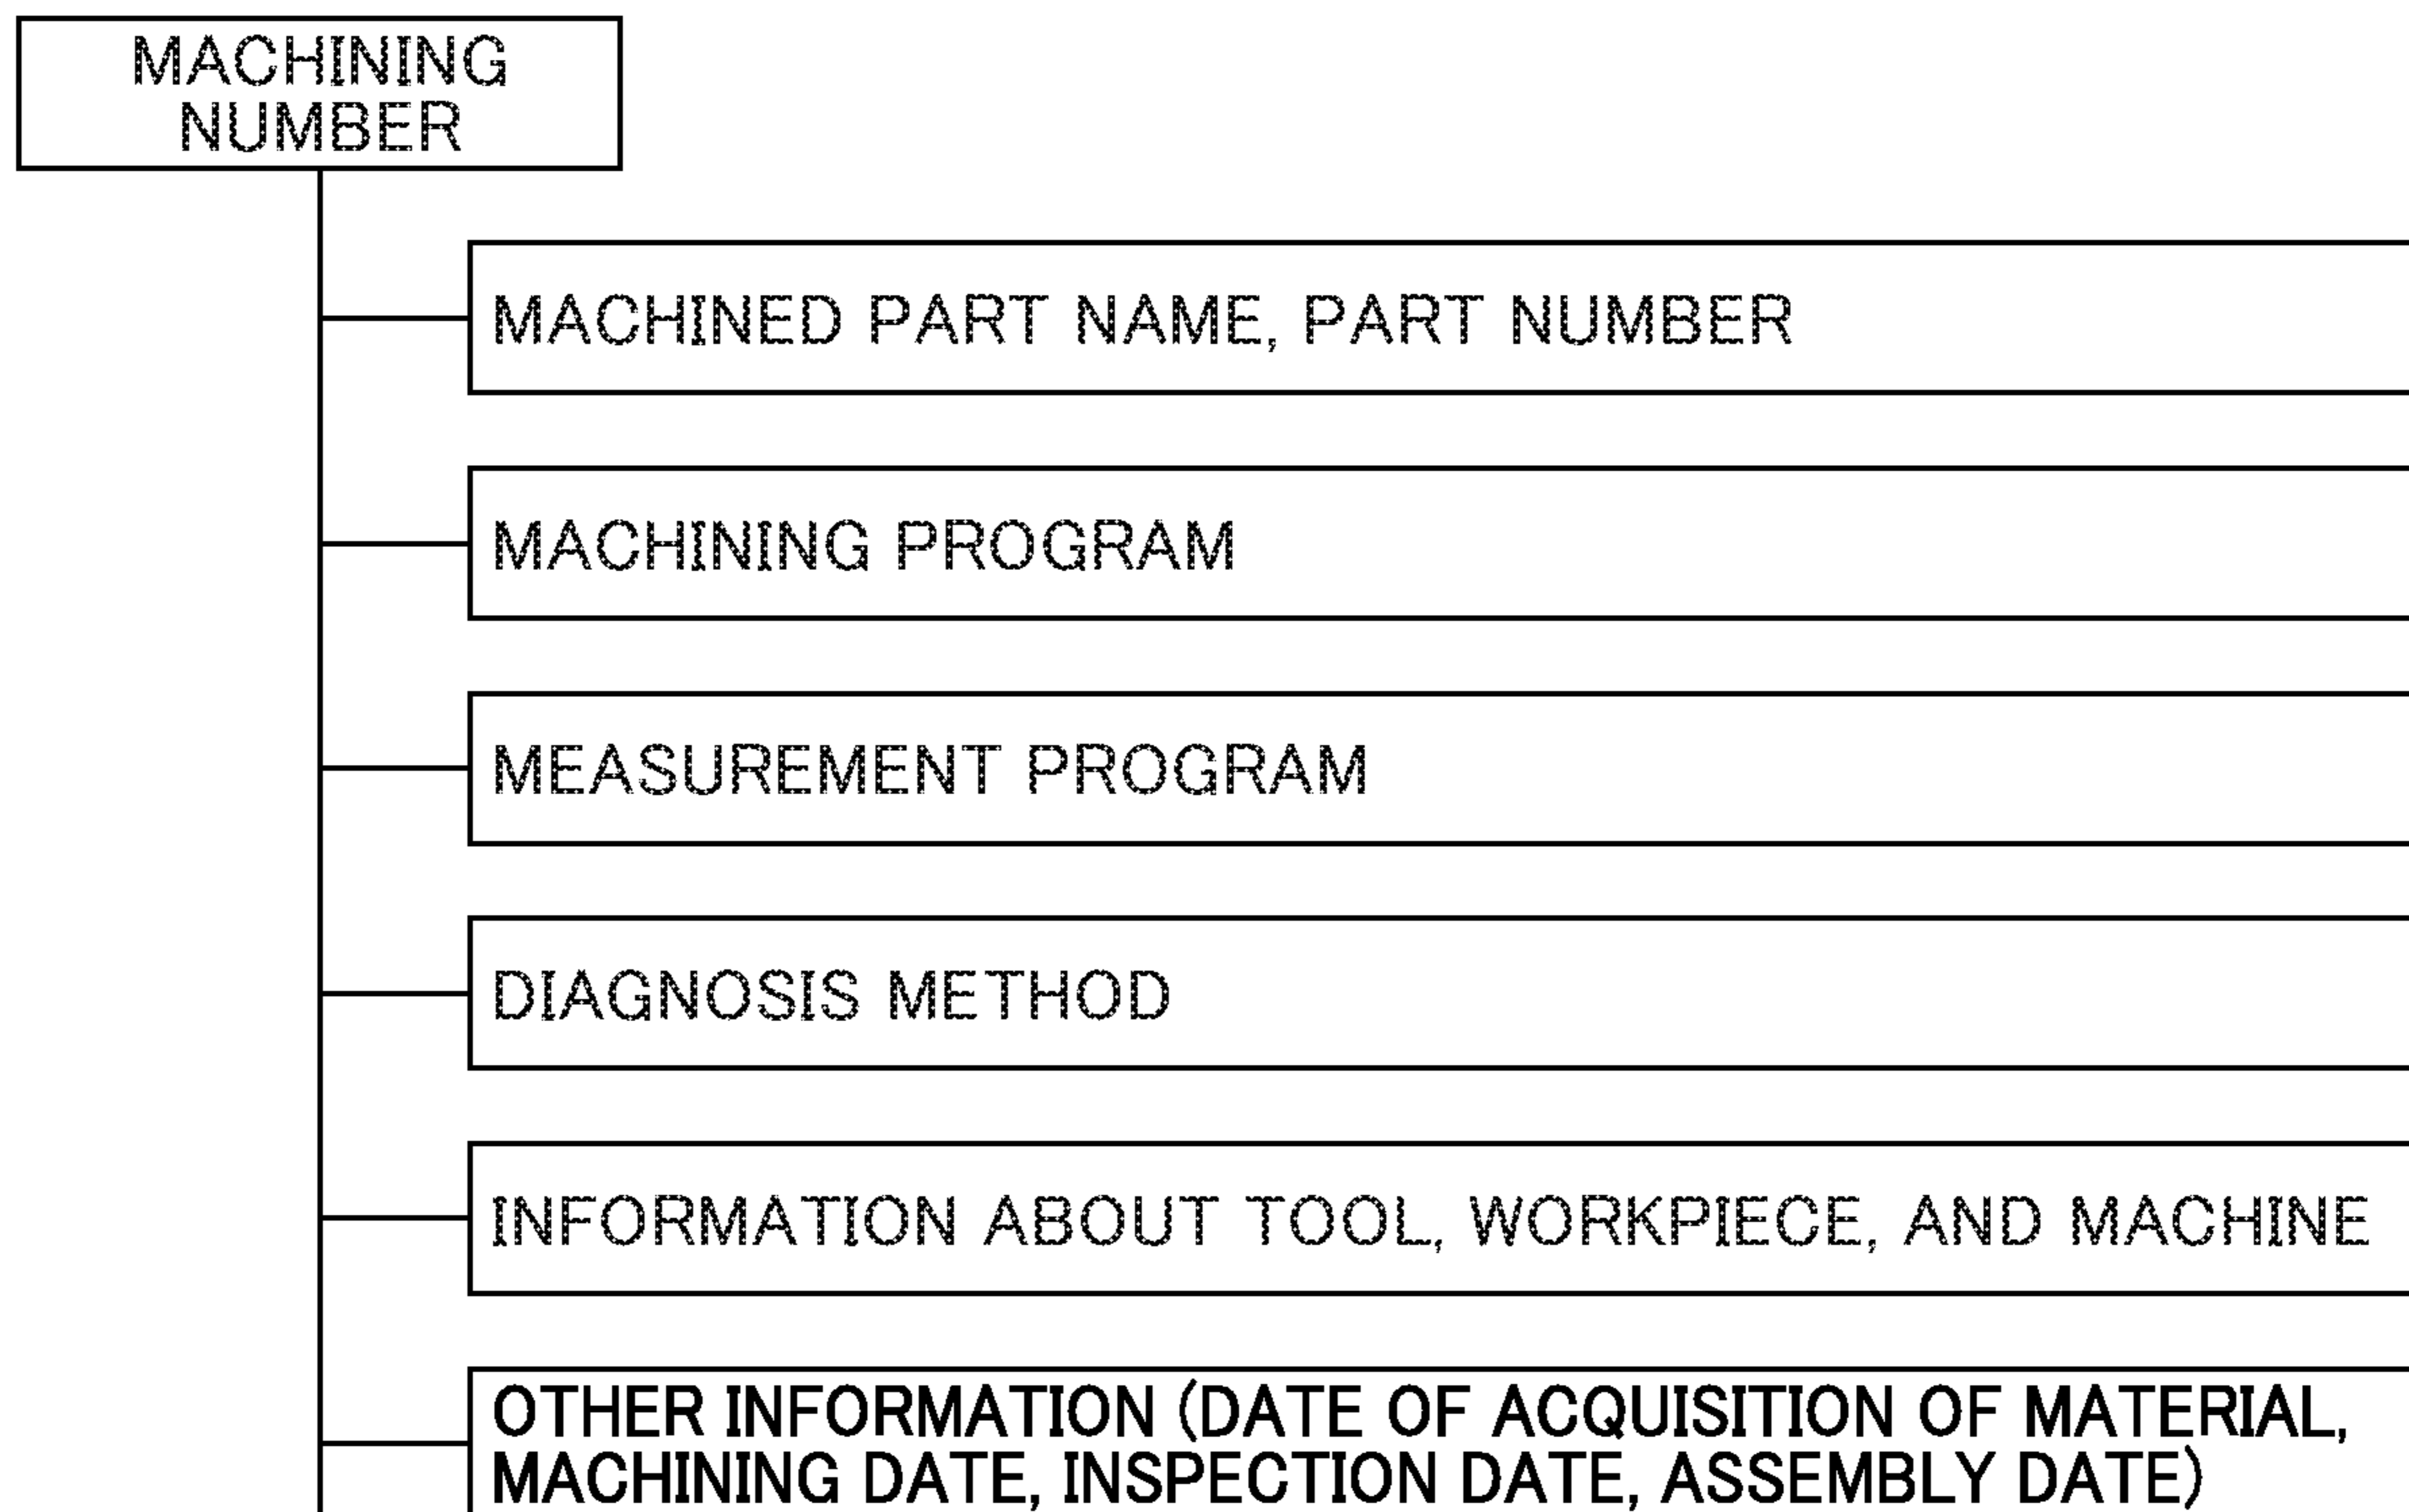 MACHINING
NUMBER
MACHINED PART NAME, PART NUMBER
MACHINING PROGRAM
MEASUREMENT PROGRAM
DIAGNOSIS METHOD
INFORMATION ABOUT TOOL, WORKPIECE, AND MACHINE
OTHER INFORMATION (DATE OF ACQUISITION OF MATERIAL,
MACHINING DATE, INSPECTION DATE, ASSEMBLY DATE)